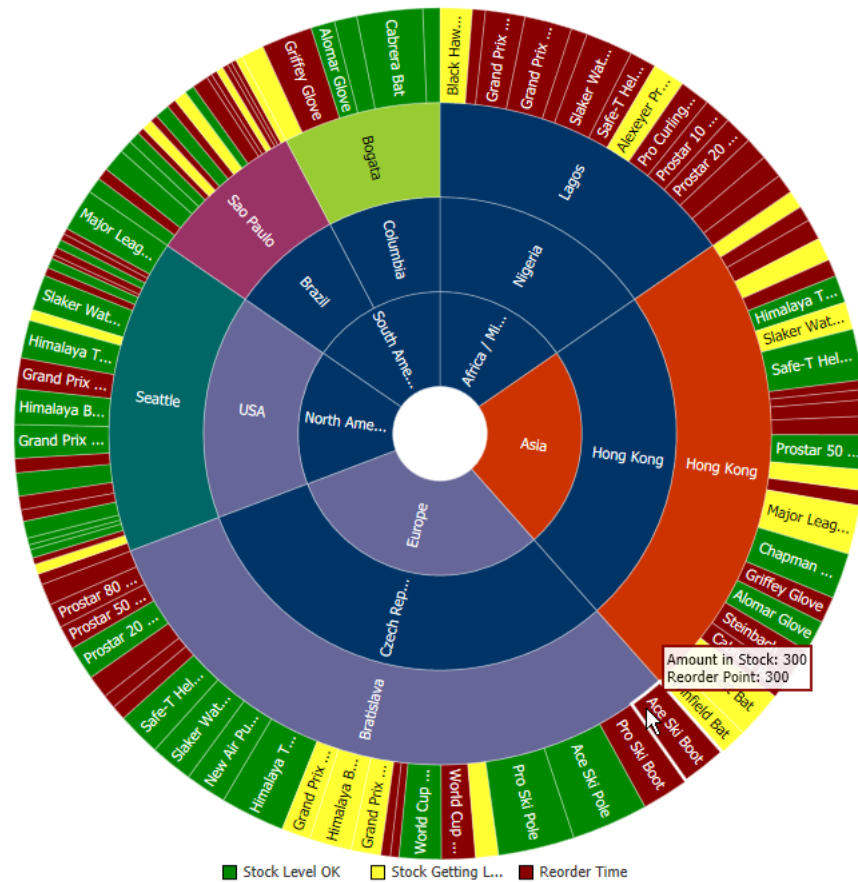 Africa / Mi...
Asia
Europe
North Ame...
South Ame...
Nigeria
Hong Kong
Czech Rep...
USA
Brazil
Columbia
Lagos
Hong Kong
Bratislava
Seattle
Sao Paulo
Bogata
Black Haw...
Grand Prix ...
Grand Prix ...
Slaker Wat...
Safe-T Hel...
Alexeyer Pr...
Pro Curling...
Prostar 10 ...
Prostar 20 ...
Himalaya T...
Slaker Wat...
Safe-T Hel...
Prostar 50 ...
Major Leag...
Chapman ...
Griffey Glove
Alomar Glove
Bat
nfield Bat
Amount in Stock: 300
Reorder Point: 300
Ace Ski Boot
Pro Ski Boot
Ace Ski Pole
Pro Ski Pole
World Cup ...
World Cup ...
Grand Prix ...
Himalaya B...
Grand Prix ...
Himalaya T...
New Air Pu...
Slaker Wat...
Safe-T Hel...
Prostar 20 ...
Prostar 50 ...
Prostar 80 ...
Grand Prix ...
Himalaya B...
Grand Prix ...
Himalaya T...
Slaker Wat...
Major Leag...
Griffey Glove
Alomar Glove
Cabrera Bat
Stock Level OK
Stock Getting L...
Reorder Time